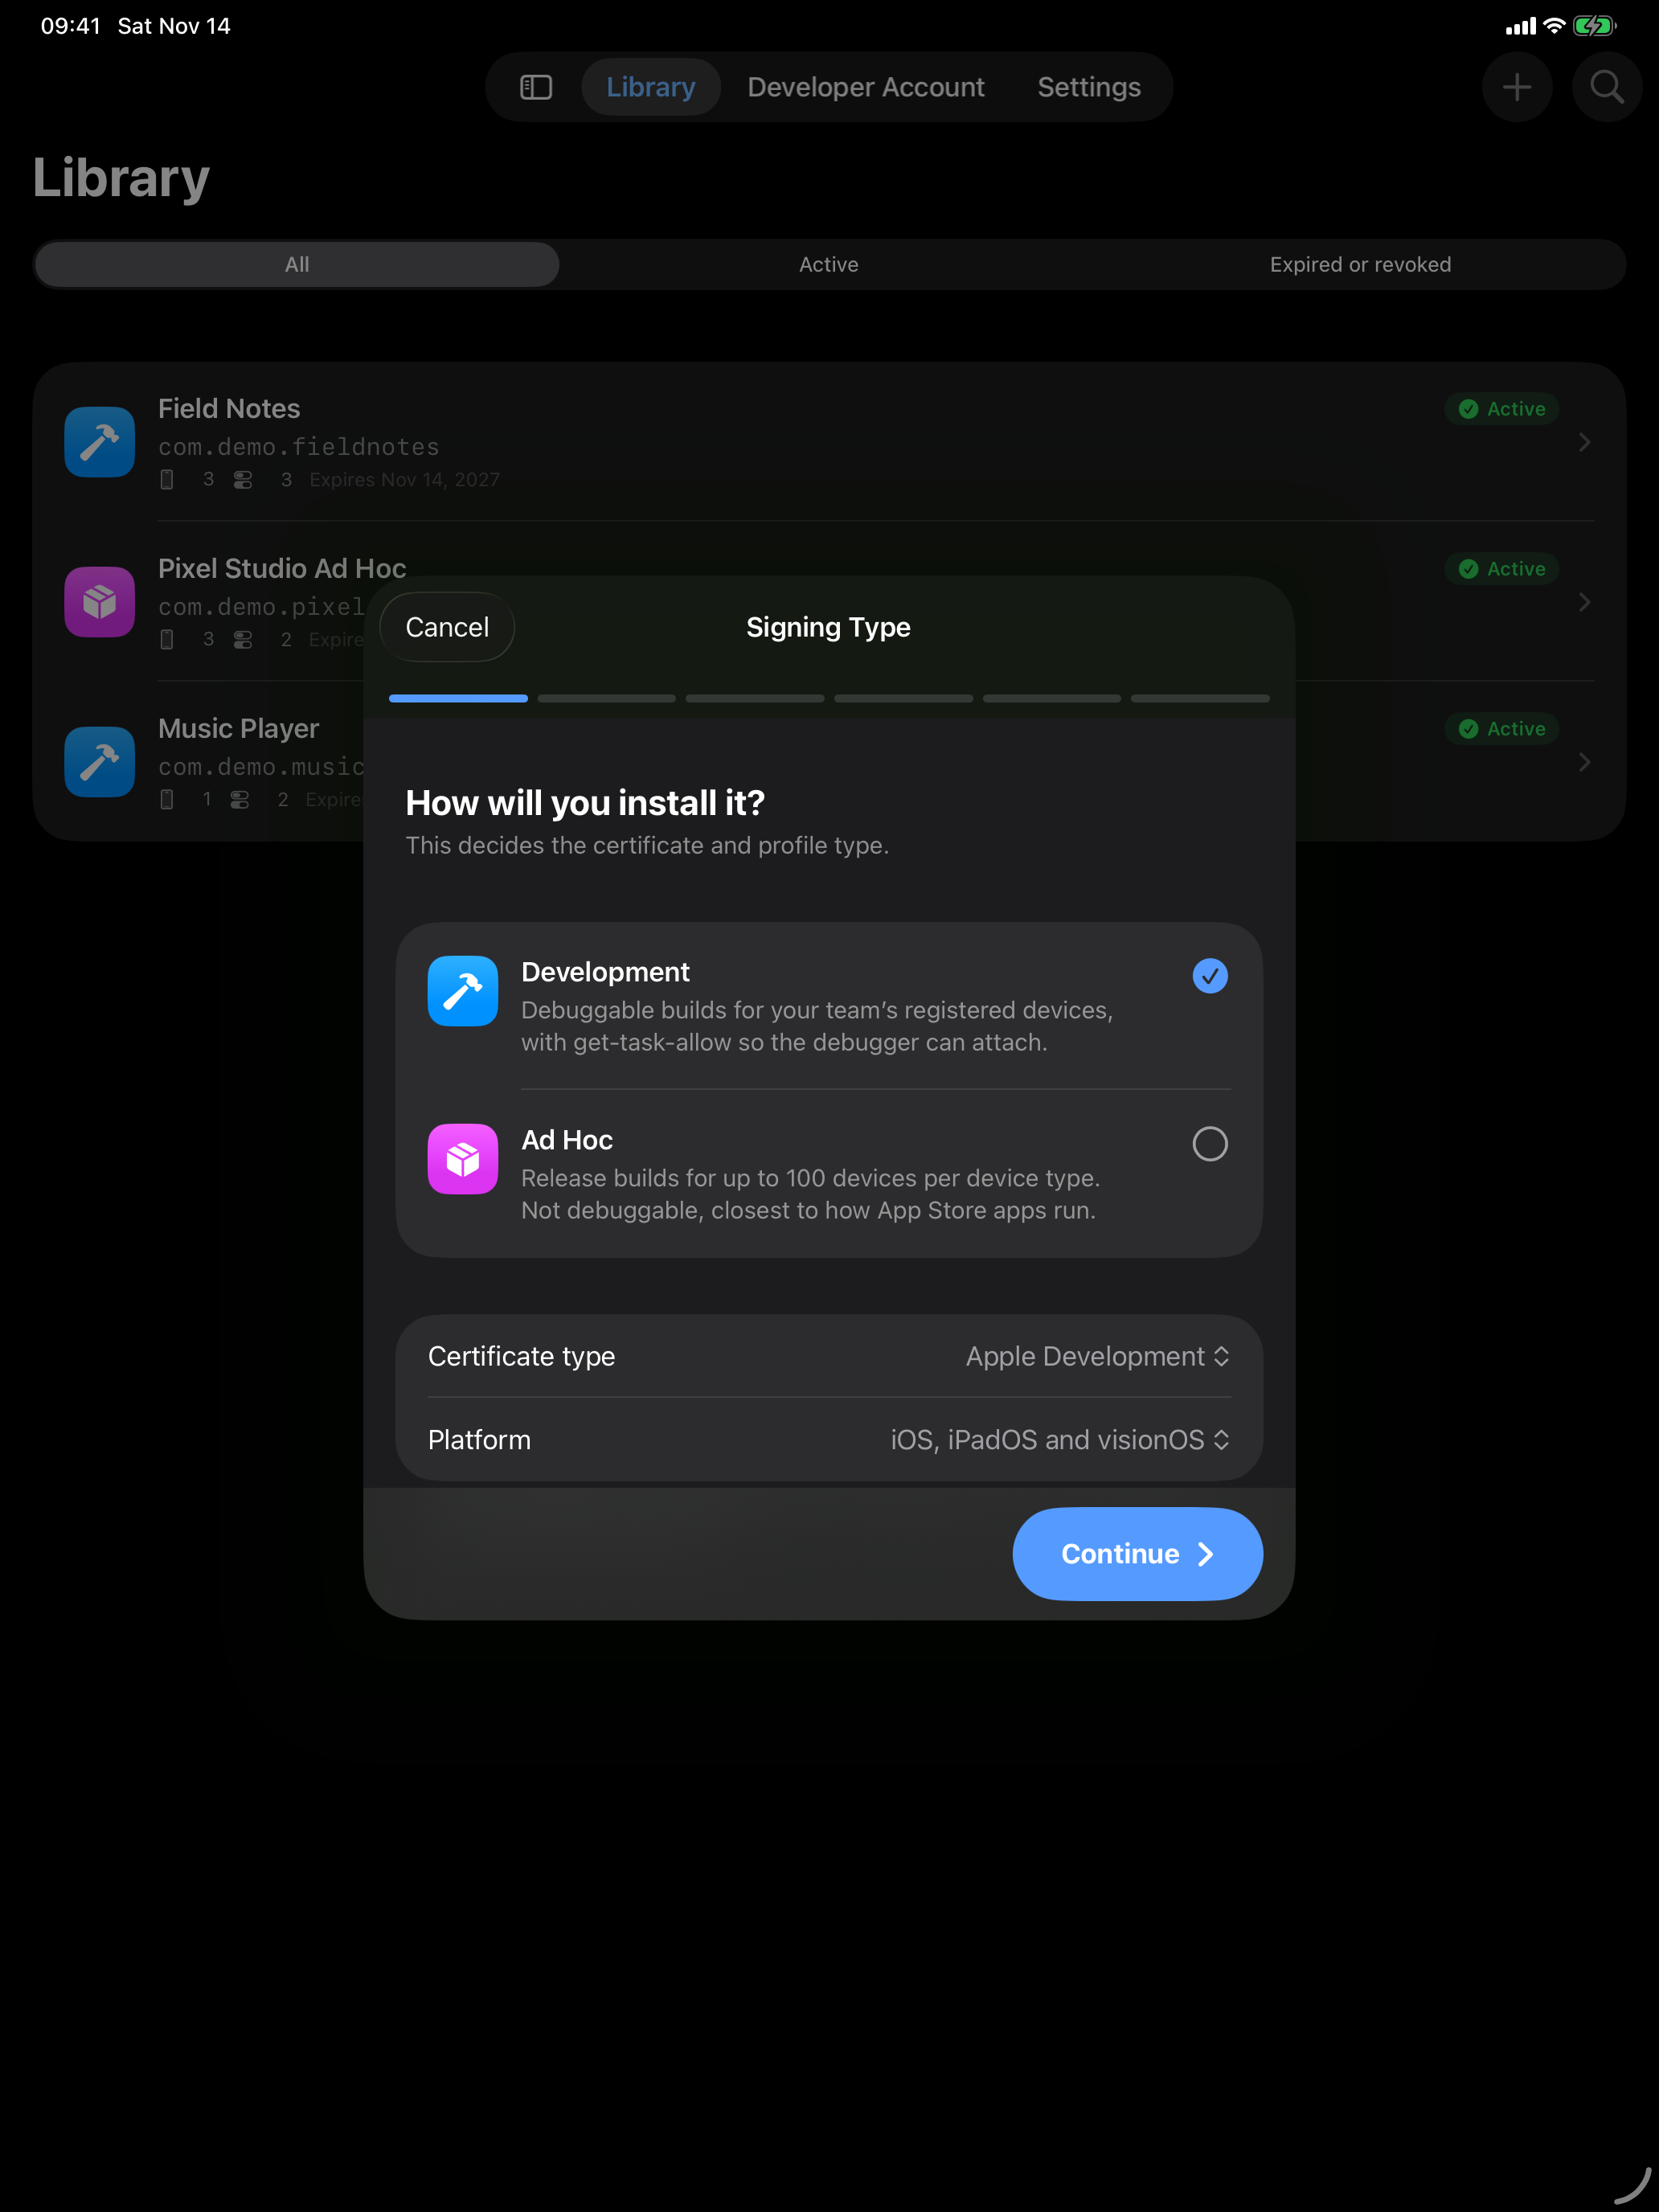 09:41 Sat Nov 14
Library Developer Account Settings
Library
All Active Expired or revoked
Field Notes
Active
com.demo.fieldnotes
3 3 Expires Nov 14, 2027
Pixel Studio Ad Hoc
Active
com.demo.pixel
3 2 Expire
Music Player
Active
com.demo.music
1 2 Expire
Cancel
Signing Type
How will you install it?
This decides the certificate and profile type.
Development
Debuggable builds for your team’s registered devices,
with get-task-allow so the debugger can attach.
Ad Hoc
Release builds for up to 100 devices per device type.
Not debuggable, closest to how App Store apps run.
Certificate type Apple Development
Platform iOS, iPadOS and visionOS
Continue